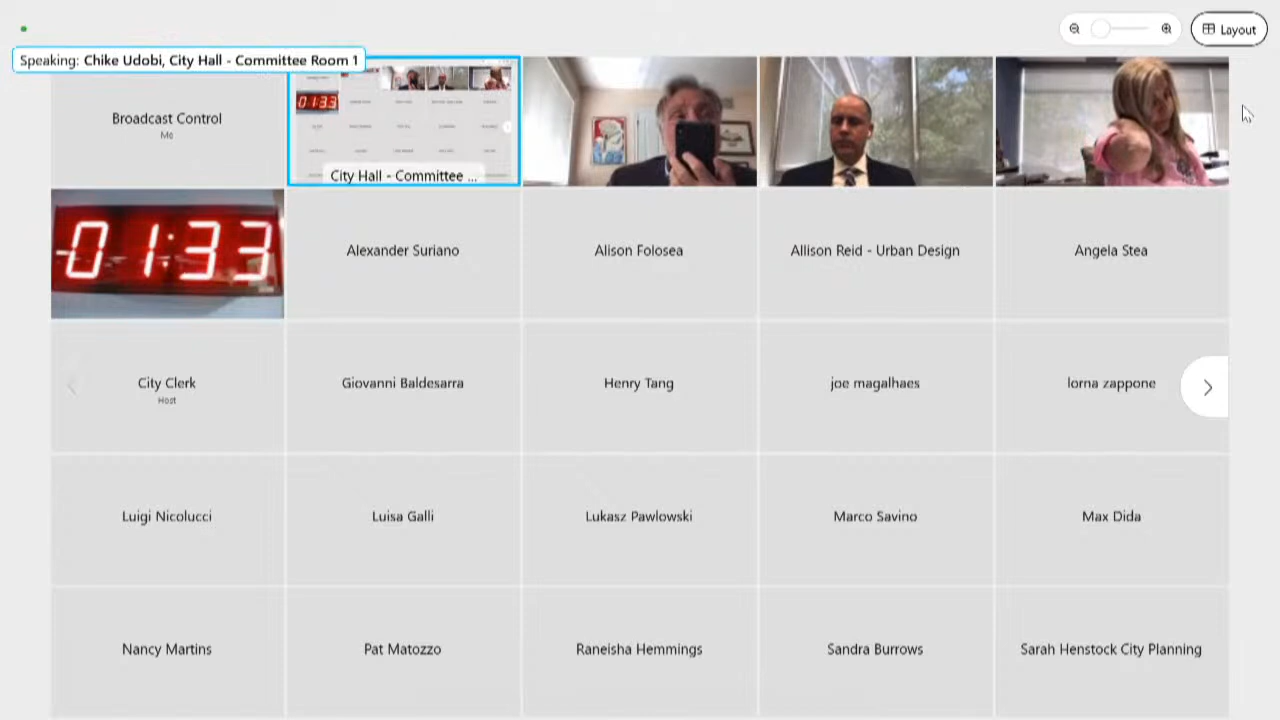 Layout
Speaking: Chike Udobi, City Hall - Committee Room 1
Broadcast Control
Me
City Hall - Committee ...
-01:33
Alexander Suriano
Alison Folosea
Allison Reid - Urban Design
Angela Stea
City Clerk
Host
Giovanni Baldesarra
Henry Tang
joe magalhaes
lorna zappone
Luigi Nicolucci
Luisa Galli
Lukasz Pawlowski
Marco Savino
Max Dida
Nancy Martins
Pat Matozzo
Raneisha Hemmings
Sandra Burrows
Sarah Henstock City Planning